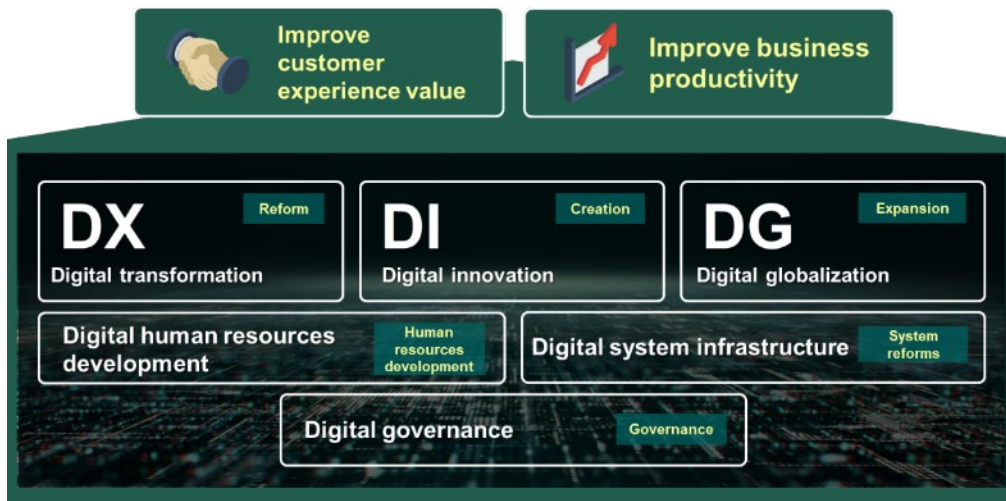 Improve
customer
experience value
Improve business
productivity
DX
Reform
Digital transformation
DI
Creation
Digital innovation
DG
Expansion
Digital globalization
Digital human resources
development
Human
resources
development
Digital system infrastructure
System
reforms
Digital governance
Governance